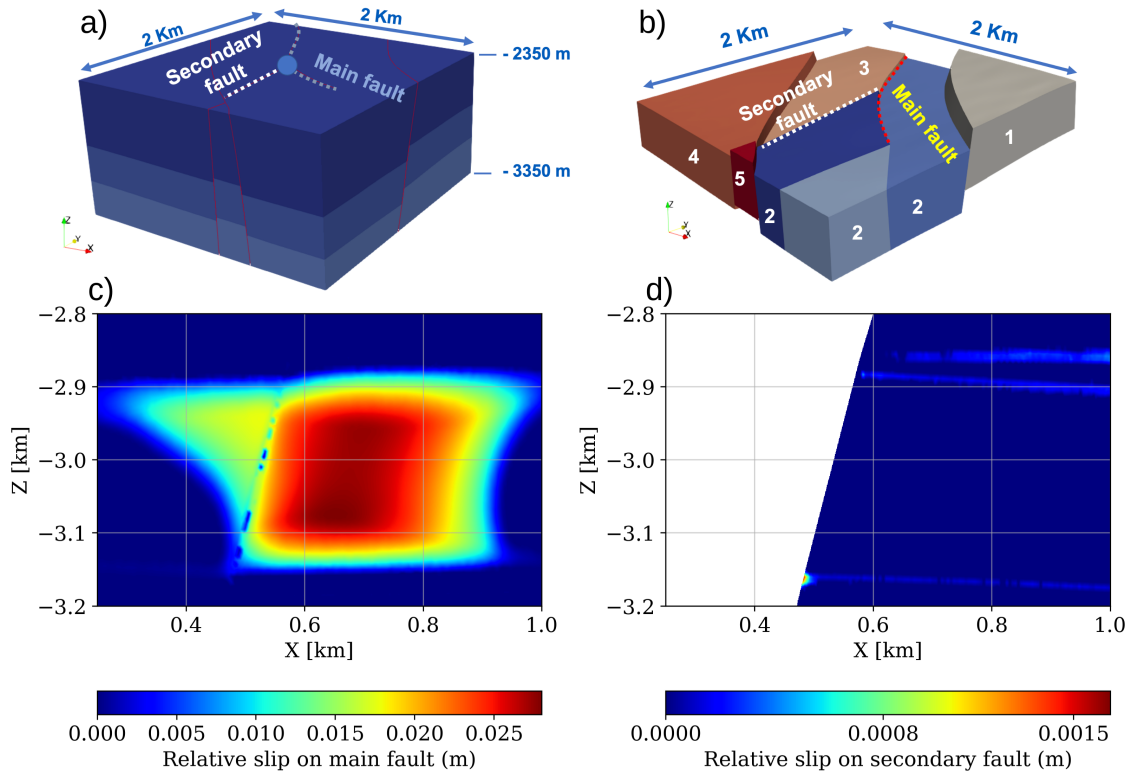 a)
2 Km
2 Km
Secondary
fault
Main fault
- 2350 m
- 3350 m
Z
Y
X
b)
2 Km
2 Km
3
Secondary
fault
Main fault
4
5
2
2
2
1
Z
Y
X
c)
−2.8
−2.9
−3.0
−3.1
−3.2
Z [km]
0.4
0.6
0.8
1.0
X [km]
0.000
0.005
0.010
0.015
0.020
0.025
Relative slip on main fault (m)
d)
−2.8
−2.9
−3.0
−3.1
−3.2
Z [km]
0.4
0.6
0.8
1.0
X [km]
0.0000
0.0008
0.0015
Relative slip on secondary fault (m)